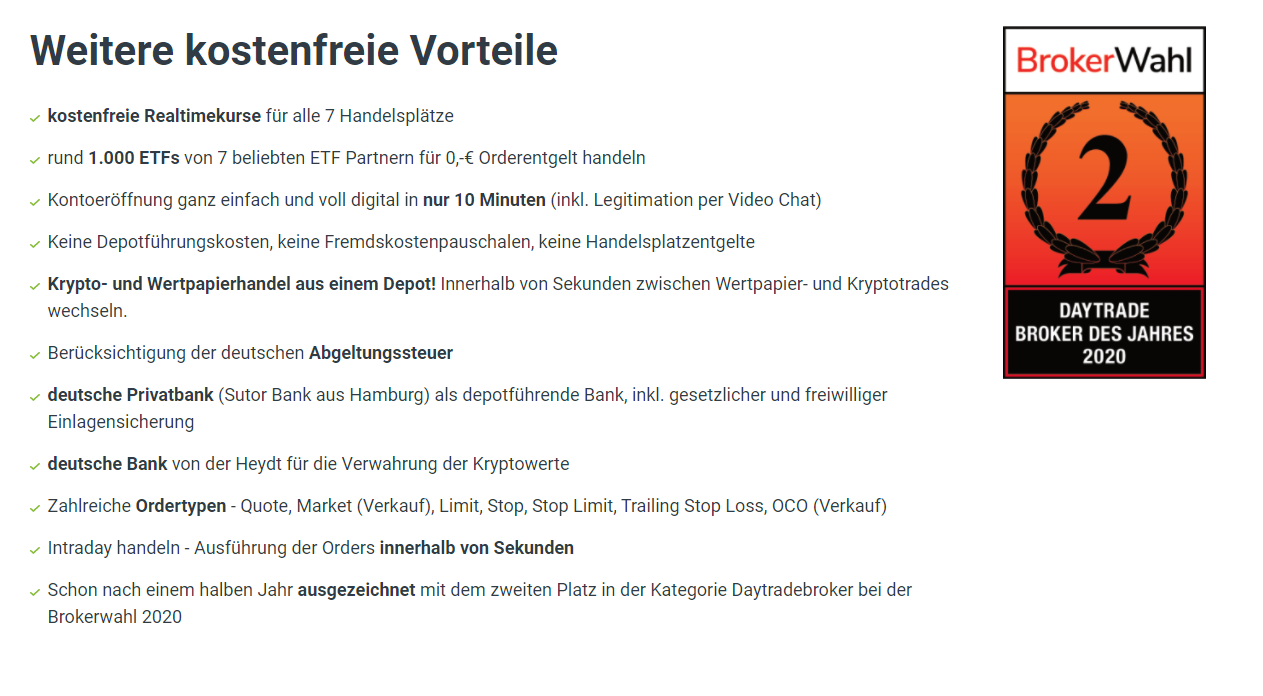 Weitere kostenfreie Vorteile
kostenfreie Realtimekurse für alle 7 Handelsplätze
rund 1.000 ETFs von 7 beliebten ETF Partnern für 0,-€ Orderentgelt handeln
Kontoeröffnung ganz einfach und voll digital in nur 10 Minuten (inkl. Legitimation per Video Chat)
Keine Depotführungskosten, keine Fremdskostenpauschalen, keine Handelsplatzentgelte
Krypto- und Wertpapierhandel aus einem Depot! Innerhalb von Sekunden zwischen Wertpapier- und Kryptotrades
wechseln.
Berücksichtigung der deutschen Abgeltungssteuer
deutsche Privatbank (Sutor Bank aus Hamburg) als depotführende Bank, inkl. gesetzlicher und freiwilliger
Einlagensicherung
deutsche Bank von der Heydt für die Verwahrung der Kryptowerte
Zahlreiche Ordertypen - Quote, Market (Verkauf), Limit, Stop, Stop Limit, Trailing Stop Loss, OCO (Verkauf)
Intraday handeln - Ausführung der Orders innerhalb von Sekunden
Schon nach einem halben Jahr ausgezeichnet mit dem zweiten Platz in der Kategorie Daytradebroker bei der
Brokerwahl 2020
BrokerWahl
2
DAYTRADE
BROKER DES JAHRES
2020